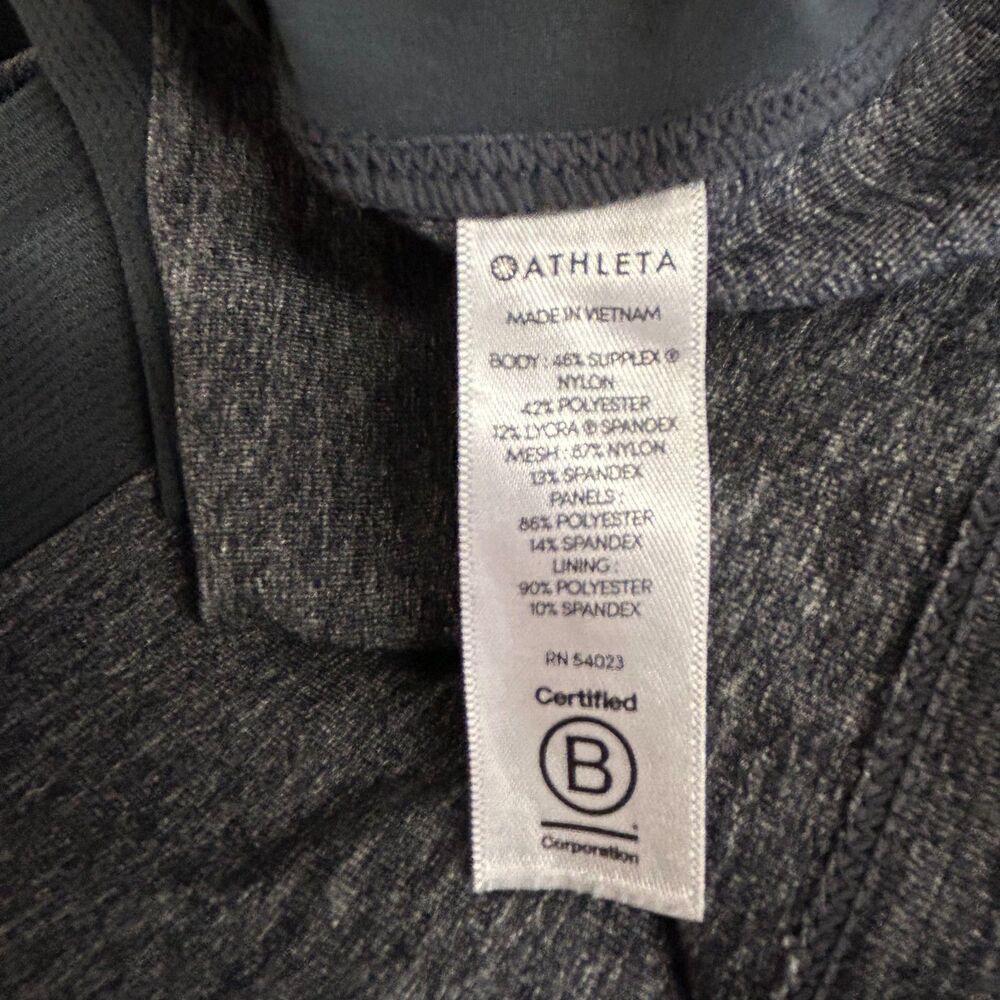 ATHLETA
MADE IN VIETNAM
BODY : 46% SUPPLEX ®
NYLON
42% POLYESTER
12% LYCRA ® SPANDEX
MESH : 87% NYLON
13% SPANDEX
PANELS :
86% POLYESTER
14% SPANDEX
LINING :
90% POLYESTER
10% SPANDEX
RN 54023
Certified
B
Corporation